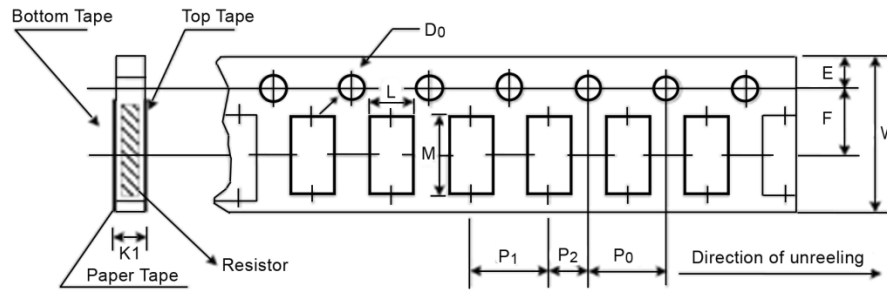 Bottom Tape
Top Tape
D0
E
L
F
W
M
K1
Resistor
Paper Tape
P1
P2
P0
Direction of unreeling